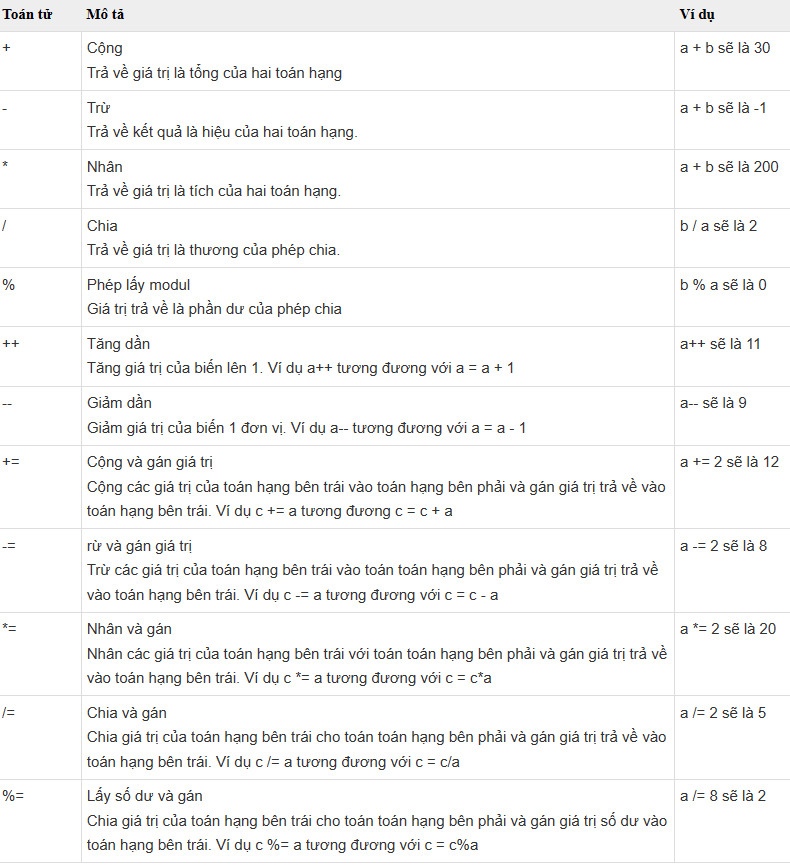 Toán tử Mô tả Ví dụ
+ Cộng a + b sẽ là 30
Trả về giá trị là tổng của hai toán hạng
- Trừ a + b sẽ là -1
Trả về kết quả là hiệu của hai toán hạng.
* Nhân a + b sẽ là 200
Trả về giá trị là tích của hai toán hạng.
/ Chia b / a sẽ là 2
Trả về giá trị là thương của phép chia.
% Phép lấy modul b % a sẽ là 0
Giá trị trả về là phần dư của phép chia
++ Tăng dần a++ sẽ là 11
Tăng giá trị của biến lên 1. Ví dụ a++ tương đương với a = a + 1
-- Giảm dần a-- sẽ là 9
Giảm giá trị của biến 1 đơn vị. Ví dụ a-- tương đương với a = a - 1
+= Cộng và gán giá trị a += 2 sẽ là 12
Cộng các giá trị của toán hạng bên trái vào toán hạng bên phải và gán giá trị trả về vào
toán hạng bên trái. Ví dụ c += a tương đương c = c + a
-= rừ và gán giá trị a -= 2 sẽ là 8
Trừ các giá trị của toán hạng bên trái vào toán toán hạng bên phải và gán giá trị trả về
vào toán hạng bên trái. Ví dụ c -= a tương đương với c = c - a
*= Nhân và gán a *= 2 sẽ là 20
Nhân các giá trị của toán hạng bên trái với toán toán hạng bên phải và gán giá trị trả về
vào toán hạng bên trái. Ví dụ c *= a tương đương với c = c*a
/= Chia và gán a /= 2 sẽ là 5
Chia giá trị của toán hạng bên trái cho toán toán hạng bên phải và gán giá trị trả về vào
toán hạng bên trái. Ví dụ c /= a tương đương với c = c/a
%= Lấy số dư và gán a /= 8 sẽ là 2
Chia giá trị của toán hạng bên trái cho toán toán hạng bên phải và gán giá trị số dư vào
toán hạng bên trái. Ví dụ c %= a tương đương với c = c%a